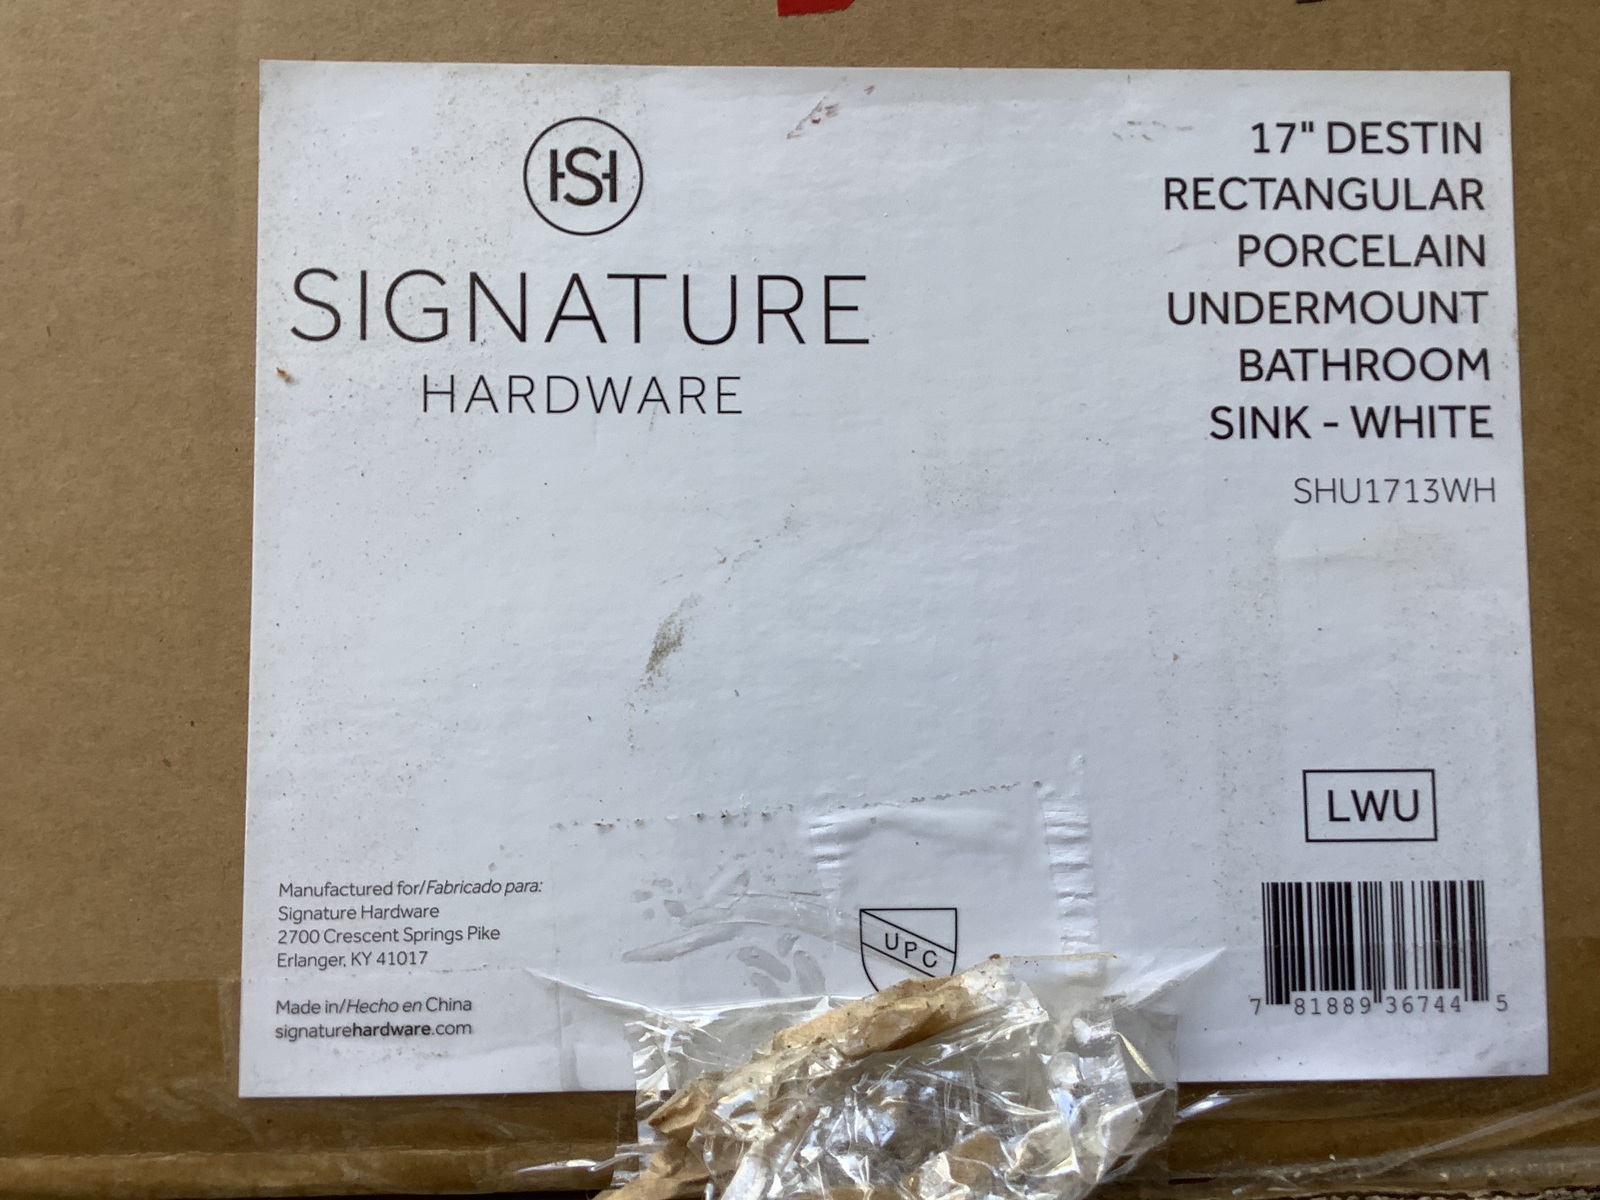 HSH
SIGNATURE
HARDWARE
17" DESTIN
RECTANGULAR
PORCELAIN
UNDERMOUNT
BATHROOM
SINK - WHITE
SHU1713WH
LWU
Manufactured for/Fabricado para:
Signature Hardware
2700 Crescent Springs Pike
Erlanger, KY 41017
Made in/Hecho en China
signaturehardware.com
UPC
7 81889 36744 5